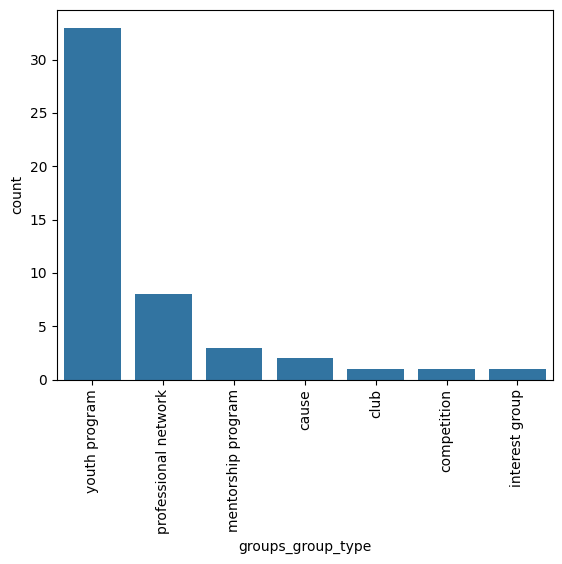 count
30
25
20
15
10
5
0
youth program
professional network
mentorship program
cause
club
competition
interest group
groups_group_type